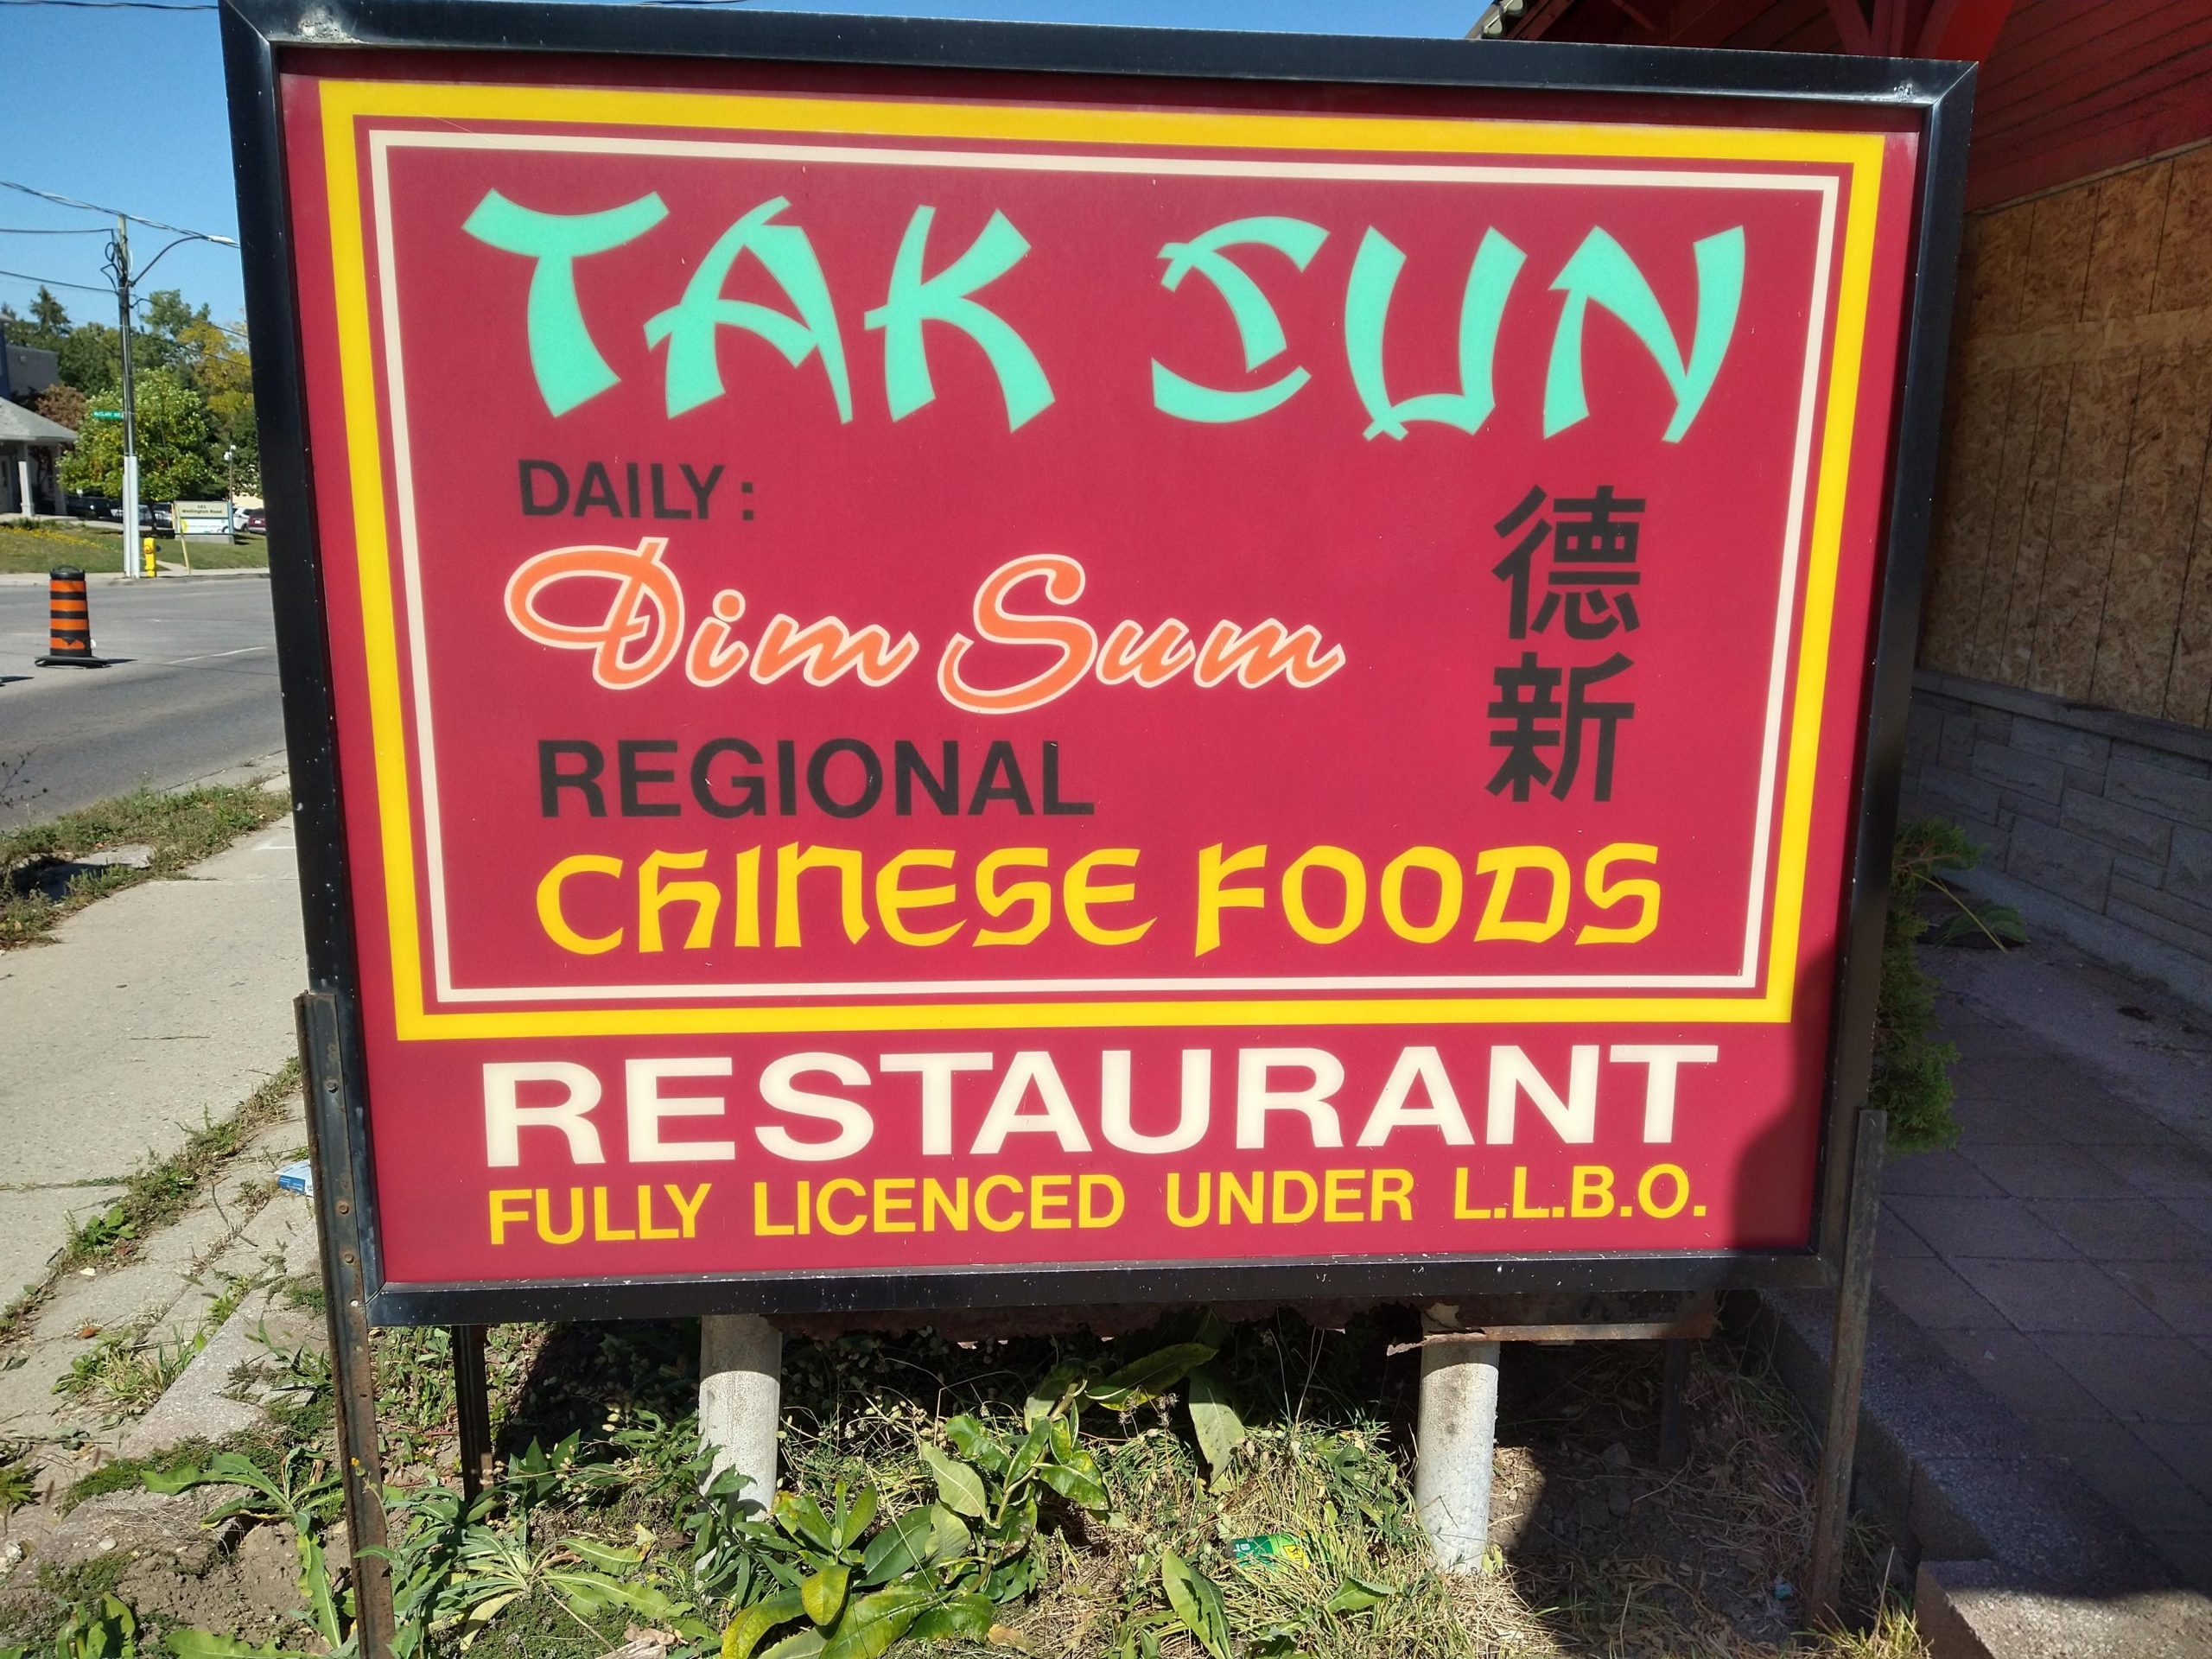 TAK SUN
DAILY:
Dim Sum
德新
REGIONAL
CHINESE FOODS
RESTAURANT
FULLY LICENCED UNDER L.L.B.O.